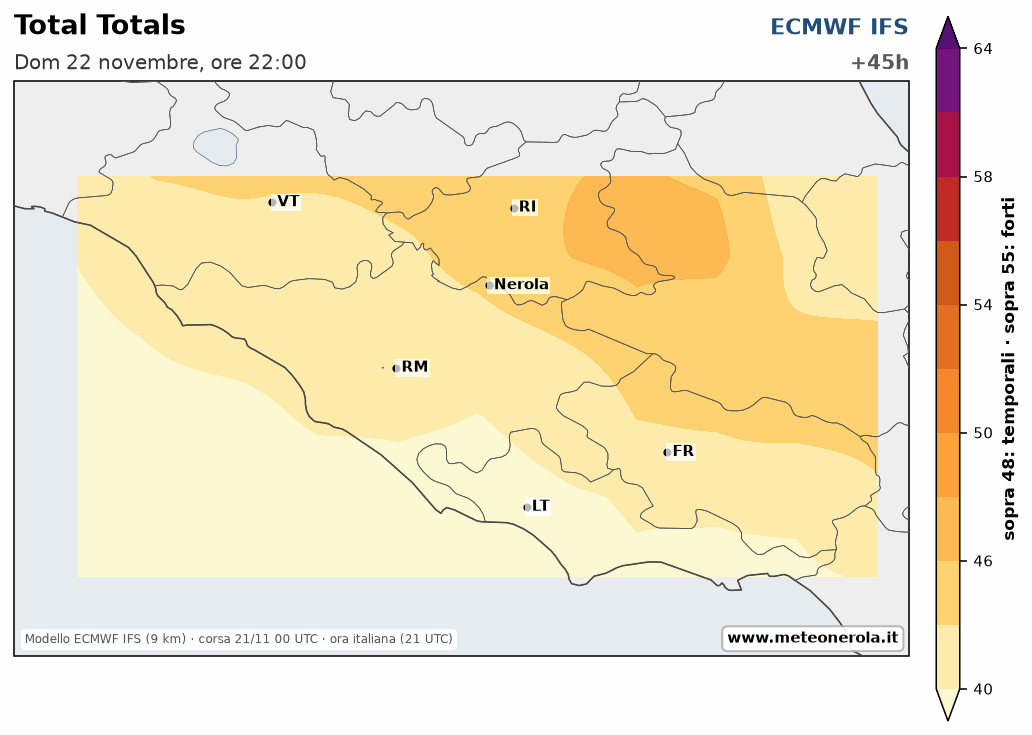 Total Totals
ECMWF IFS
Dom 22 novembre, ore 22:00
+45h
VT
RI
Nerola
RM
FR
LT
Modello ECMWF IFS (9 km) · corsa 21/11 00 UTC · ora italiana (21 UTC)
www.meteonerola.it
64
58
54
50
46
40
sopra 48: temporali · sopra 55: forti